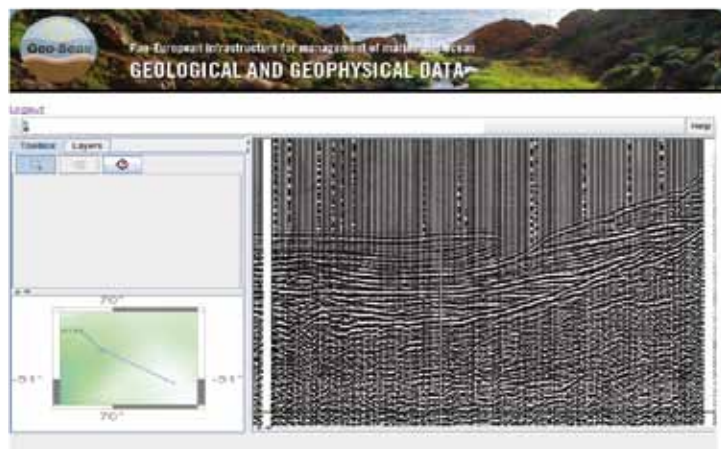 Geo-Seas
Pan-European infrastructure for management of marine and ocean
GEOLOGICAL AND GEOPHYSICAL DATA
Logout
Help
Toolbox Layers
70°
-51° -51°
70°